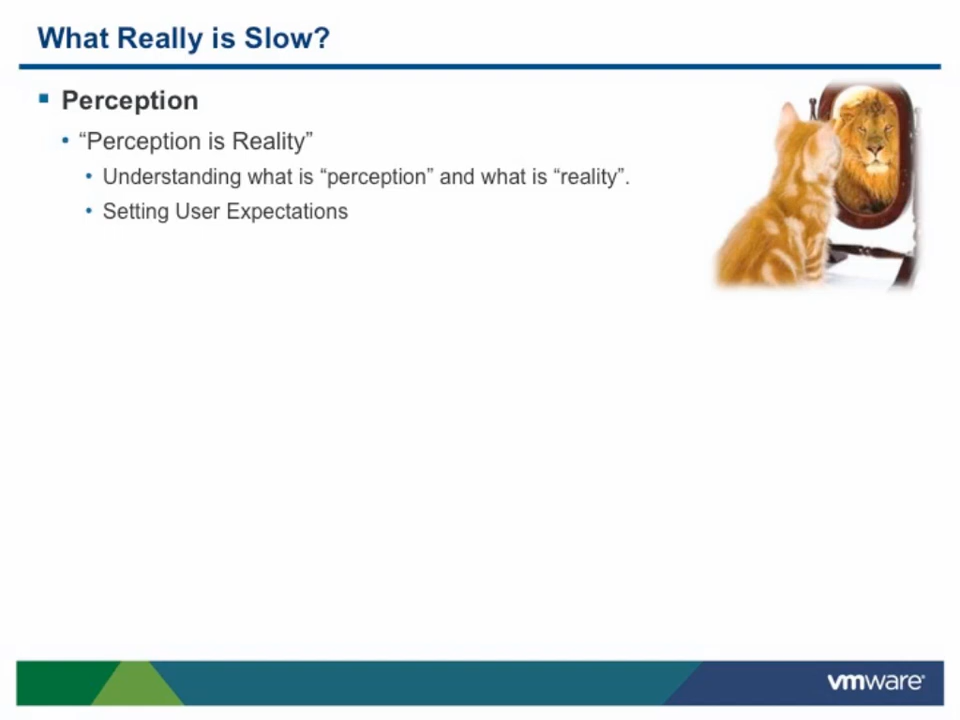 What Really is Slow?
Perception
“Perception is Reality”
Understanding what is “perception” and what is “reality”.
Setting User Expectations
vmware®